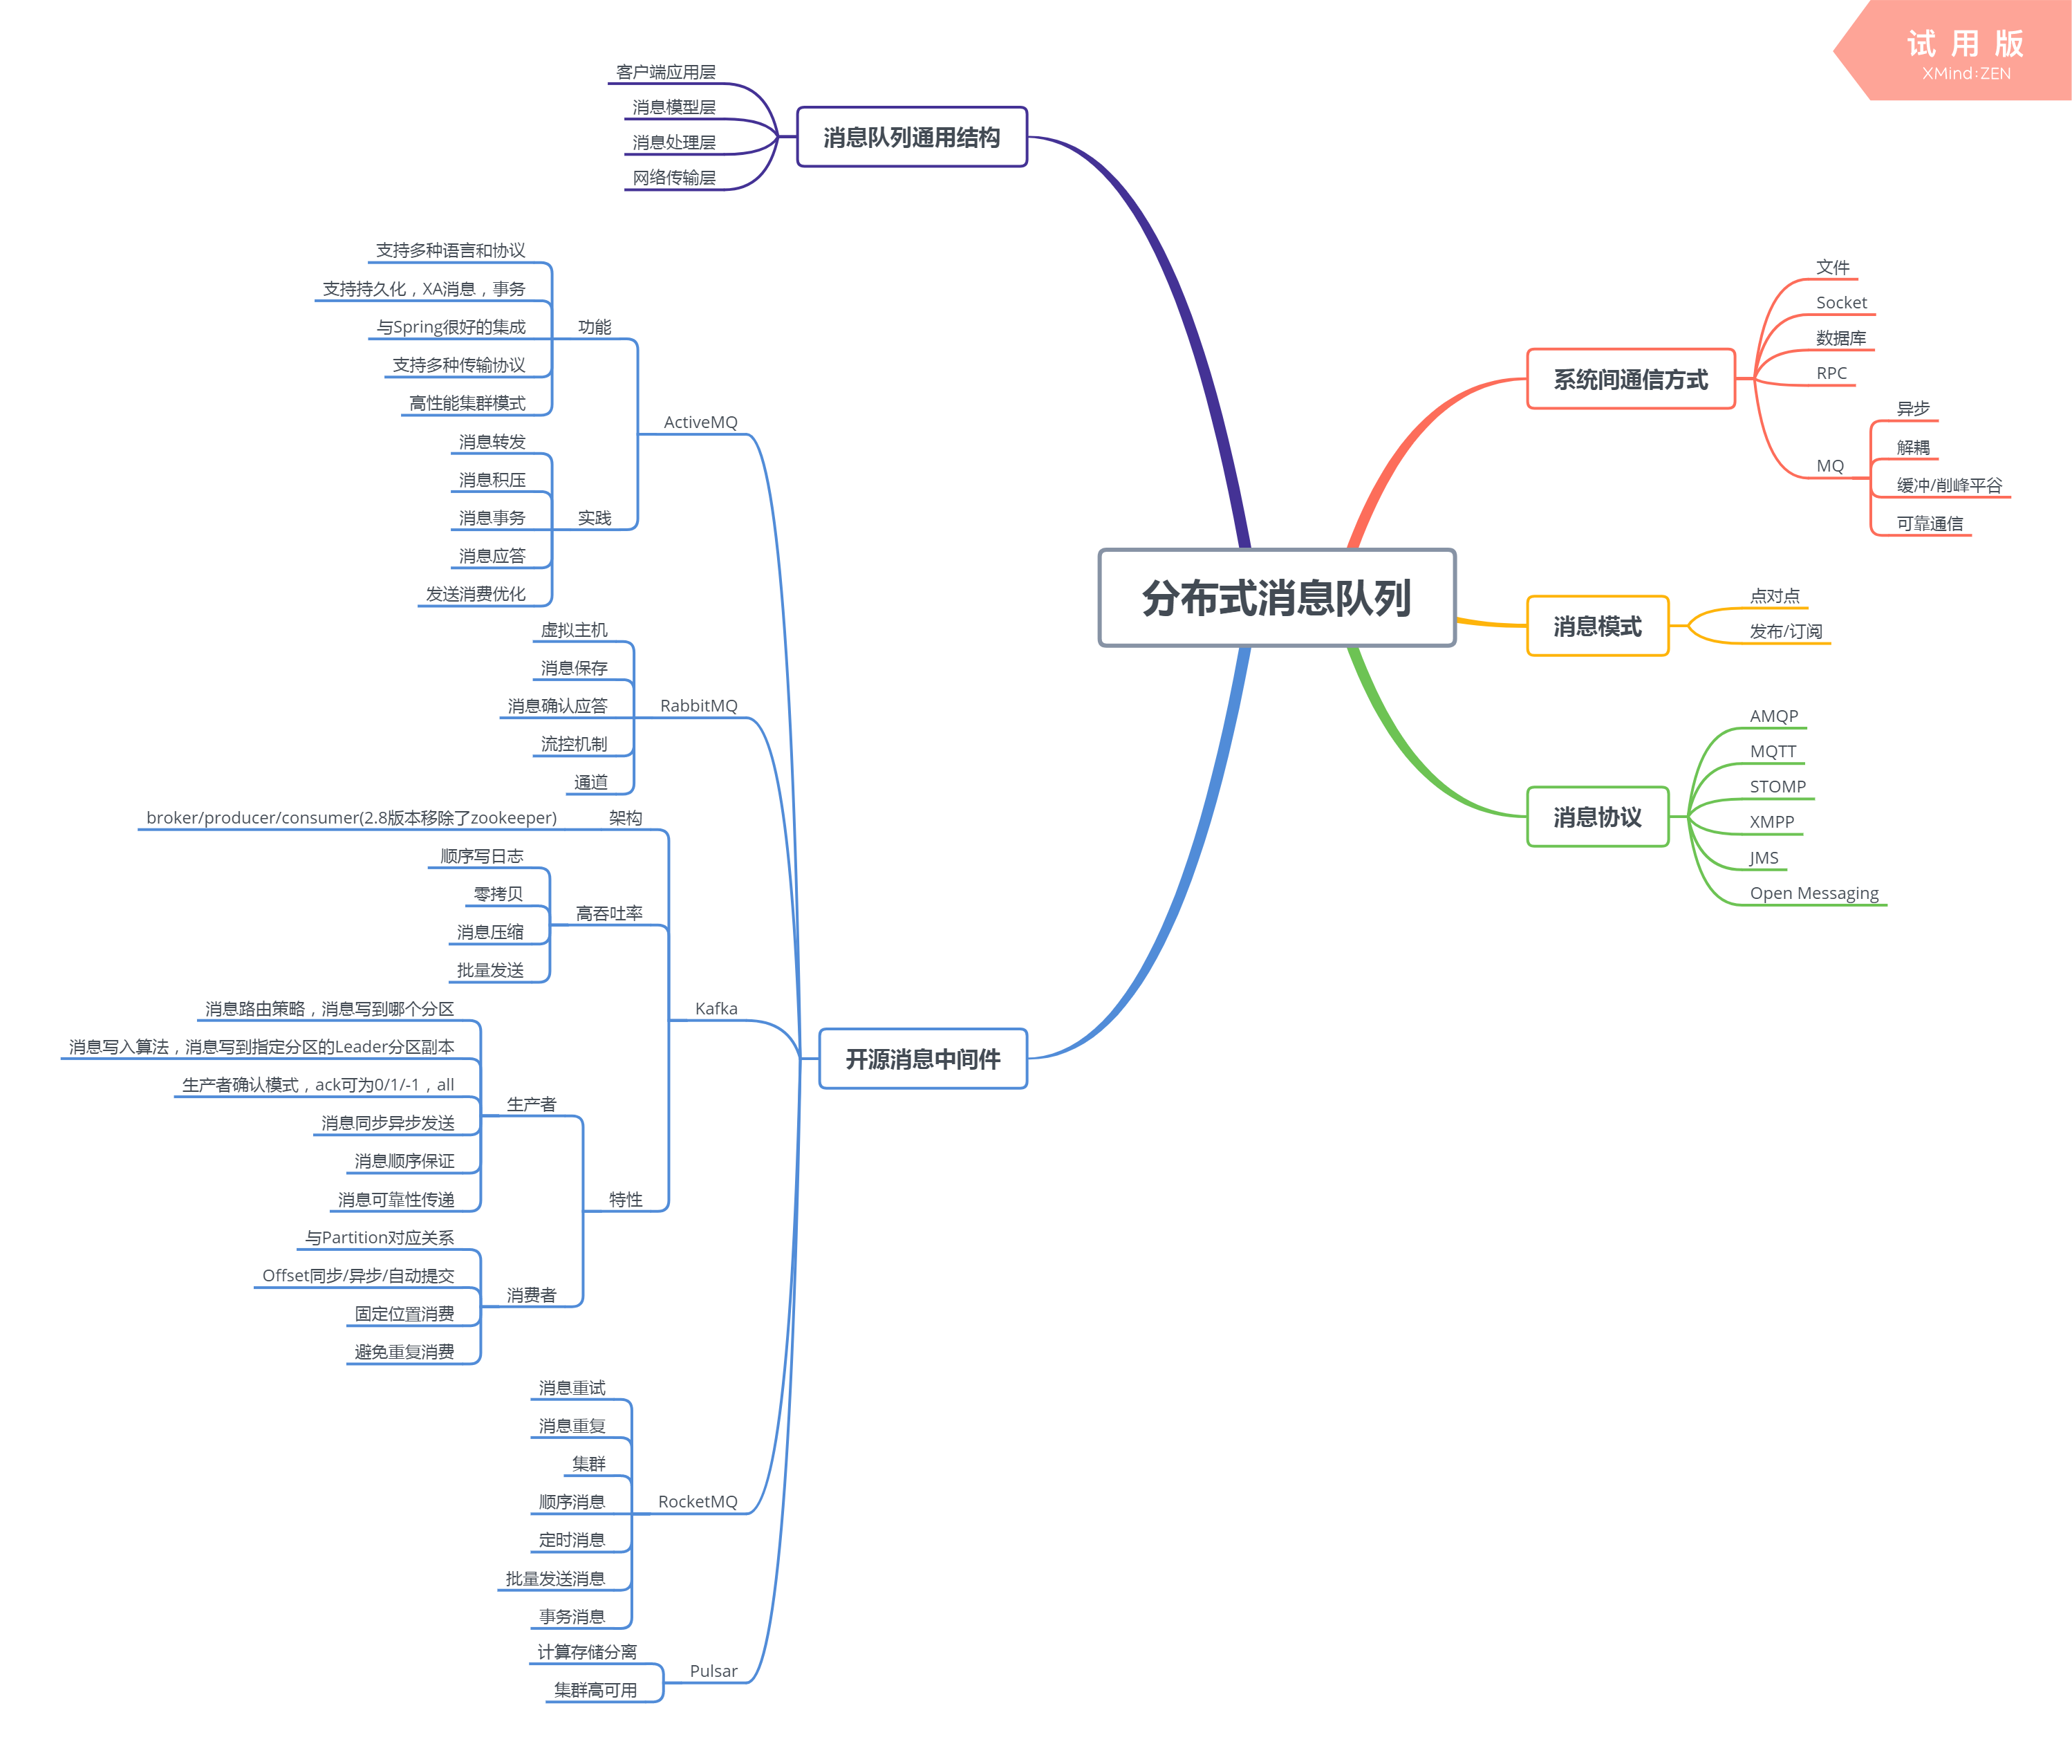 试用版
XMind:ZEN
分布式消息队列
系统间通信方式
文件
Socket
数据库
RPC
MQ
异步
解耦
缓冲/削峰平谷
可靠通信
消息模式
点对点
发布/订阅
消息协议
AMQP
MQTT
STOMP
XMPP
JMS
Open Messaging
消息队列通用结构
客户端应用层
消息模型层
消息处理层
网络传输层
开源消息中间件
ActiveMQ
功能
支持多种语言和协议
支持持久化，XA消息，事务
与Spring很好的集成
支持多种传输协议
高性能集群模式
实践
消息转发
消息积压
消息事务
消息应答
发送消费优化
RabbitMQ
虚拟主机
消息保存
消息确认应答
流控机制
通道
Kafka
架构
broker/producer/consumer(2.8版本移除了zookeeper)
高吞吐率
顺序写日志
零拷贝
消息压缩
批量发送
特性
生产者
消息路由策略，消息写到哪个分区
消息写入算法，消息写到指定分区的Leader分区副本
生产者确认模式，ack可为0/1/-1，all
消息同步异步发送
消息顺序保证
消息可靠性传递
消费者
与Partition对应关系
Offset同步/异步/自动提交
固定位置消费
避免重复消费
RocketMQ
消息重试
消息重复
集群
顺序消息
定时消息
批量发送消息
事务消息
Pulsar
计算存储分离
集群高可用